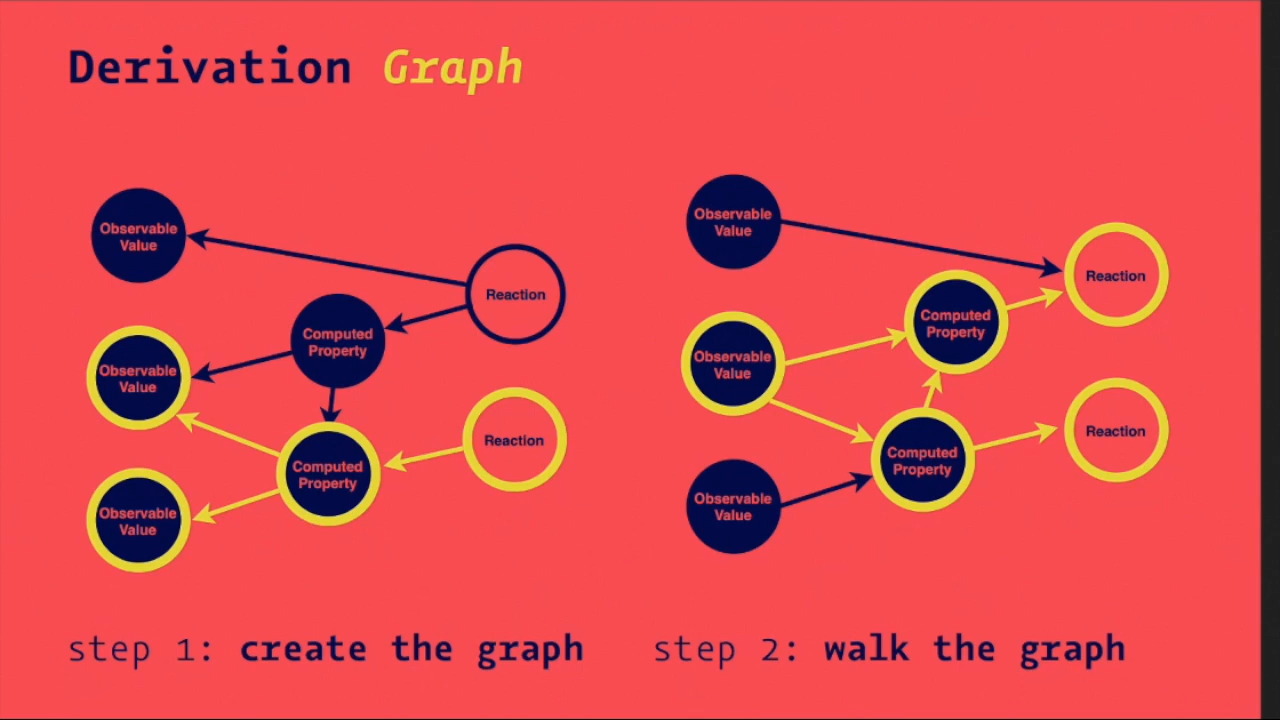 Derivation Graph
Observable
Value
Reaction
Computed
Property
Observable
Value
Reaction
Computed
Property
Observable
Value
step 1: create the graph
Observable
Value
Reaction
Computed
Property
Observable
Value
Reaction
Computed
Property
Observable
Value
step 2: walk the graph